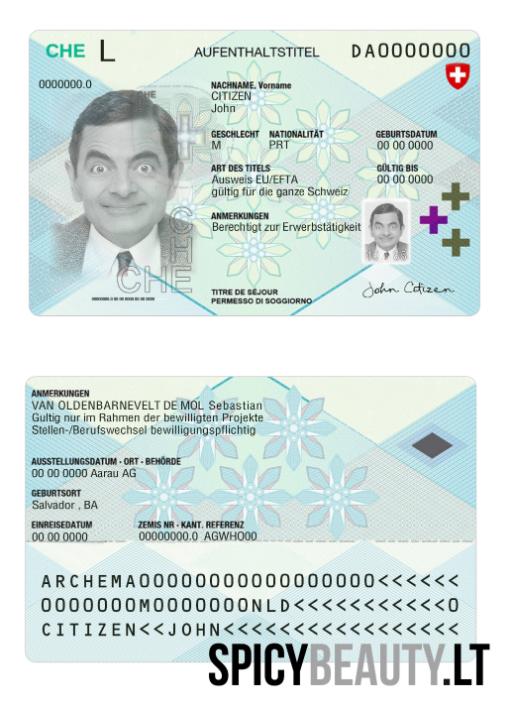 CHE L AUFENTHALTSTITEL DA0000000
0000000.0
CHE
NACHNAME, Vorname
CITIZEN
John
GESCHLECHT NATIONALITÄT GEBURTSDATUM
M PRT 00 00 0000
ART DES TITELS GÜLTIG BIS
Ausweis EU/EFTA 00 00 0000
gültig für die ganze Schweiz
ANMERKUNGEN
Berechtigt zur Erwerbstätigkeit
CHE
CHE
TITRE DE SÉJOUR
PERMESSO DI SOGGIORNO
John Citizen
ANMERKUNGEN
VAN OLDENBARNEVELT DE MOL Sebastian
Gultig nur im Rahmen der bewilligten Projekte
Stellen-/Berufswechsel bewilligungspflichtig
AUSSTELLUNGSDATUM - ORT - BEHÖRDE
00 00 0000 Aarau AG
GEBURTSORT
Salvador , BA
EINREISEDATUM ZEMIS NR - KANT. REFERENZ
00 00 0000 00000000.0 AGWHO00
ARCHEMA00000000000000000<<<<<<
0000000M0000000NLD<<<<<<<<<<<0
CITIZEN<<JOHN<<<<<<<<<<<<<<<<<
SPICYBEAUTY.LT